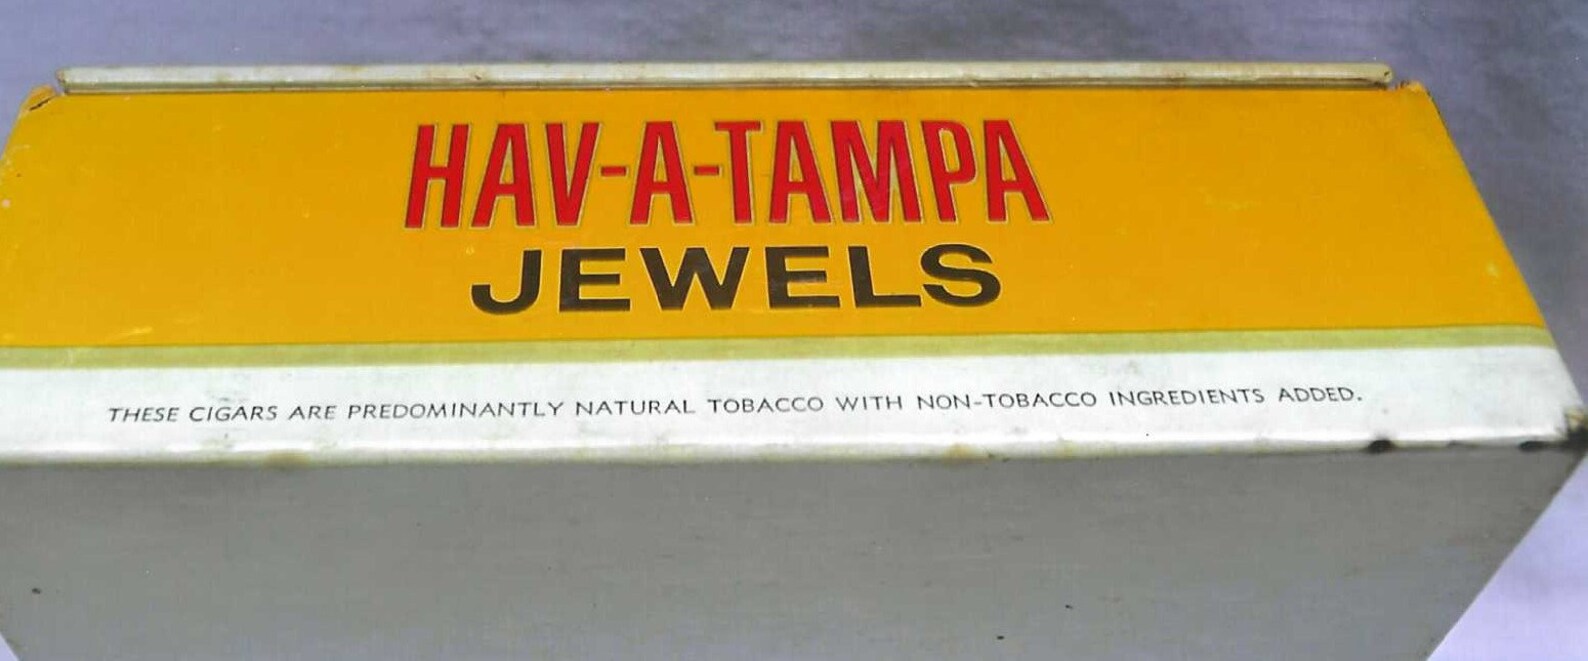 HAV-A-TAMPA
JEWELS
THESE CIGARS ARE PREDOMINANTLY NATURAL TOBACCO WITH NON-TOBACCO INGREDIENTS ADDED.